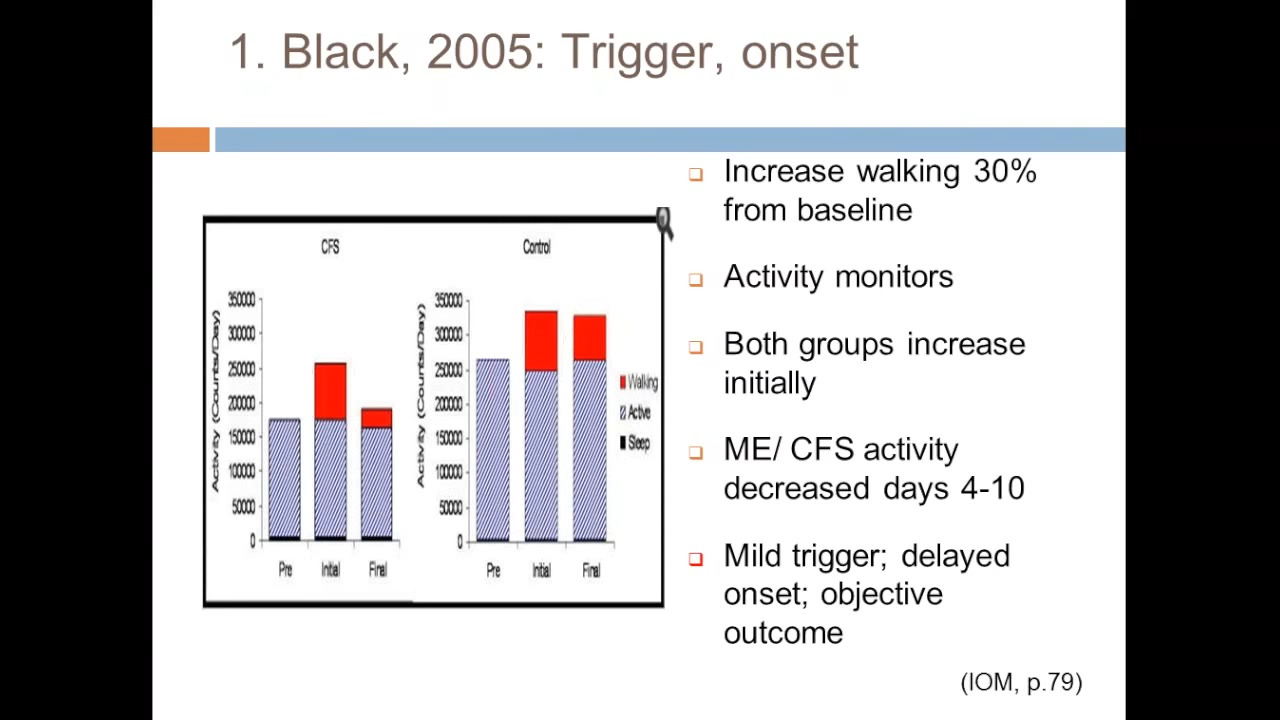 1. Black, 2005: Trigger, onset
CFS
Control
Activity (Counts/Day)
350000
300000
250000
200000
150000
100000
50000
0
Pre
Initial
Final
Activity (Counts/Day)
350000
300000
250000
200000
150000
100000
50000
0
Pre
Initial
Final
Walking
Active
Sleep
Increase walking 30%
from baseline
Activity monitors
Both groups increase
initially
ME/ CFS activity
decreased days 4-10
Mild trigger; delayed
onset; objective
outcome
(IOM, p.79)